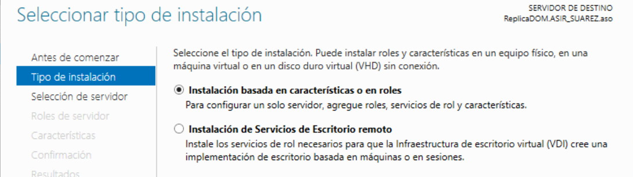 Seleccionar tipo de instalación
SERVIDOR DE DESTINO
ReplicaDOM.ASIR_SUAREZ.aso
Antes de comenzar
Tipo de instalación
Selección de servidor
Roles de servidor
Características
Confirmación
Resultados
Seleccione el tipo de instalación. Puede instalar roles y características en un equipo físico, en una
máquina virtual o en un disco duro virtual (VHD) sin conexión.
Instalación basada en características o en roles
Para configurar un solo servidor, agregue roles, servicios de rol y características.
Instalación de Servicios de Escritorio remoto
Instale los servicios de rol necesarios para que la Infraestructura de escritorio virtual (VDI) cree una
implementación de escritorio basada en máquinas o en sesiones.